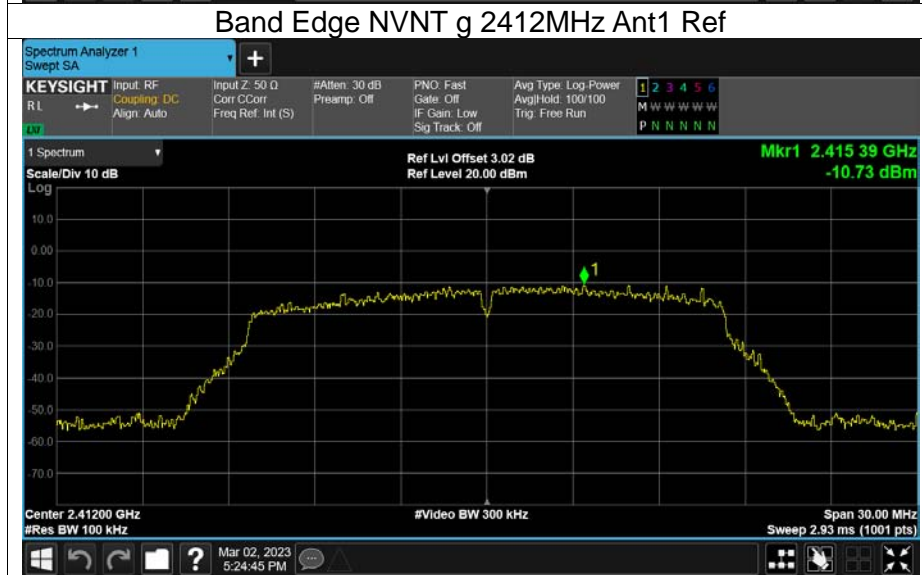 Band Edge NVNT g 2412MHz Ant1 Ref
Spectrum Analyzer 1
Swept SA
+
KEYSIGHT
R L
LXI
Input: RF
Coupling: DC
Align: Auto
Input Z: 50 Ω
Corr CCorr
Freq Ref: Int (S)
#Atten: 30 dB
Preamp: Off
PNO: Fast
Gate: Off
IF Gain: Low
Sig Track: Off
Avg Type: Log-Power
Avg|Hold: 100/100
Trig: Free Run
1 2 3 4 5 6
M W W W W W
P N N N N N
1 Spectrum
Scale/Div 10 dB
Ref Lvl Offset 3.02 dB
Ref Level 20.00 dBm
Mkr1 2.415 39 GHz
-10.73 dBm
Log
10.0
0.00
-10.0
-20.0
-30.0
-40.0
-50.0
-60.0
-70.0
1
Center 2.41200 GHz
#Res BW 100 kHz
#Video BW 300 kHz
Span 30.00 MHz
Sweep 2.93 ms (1001 pts)
?
Mar 02, 2023
5:24:45 PM